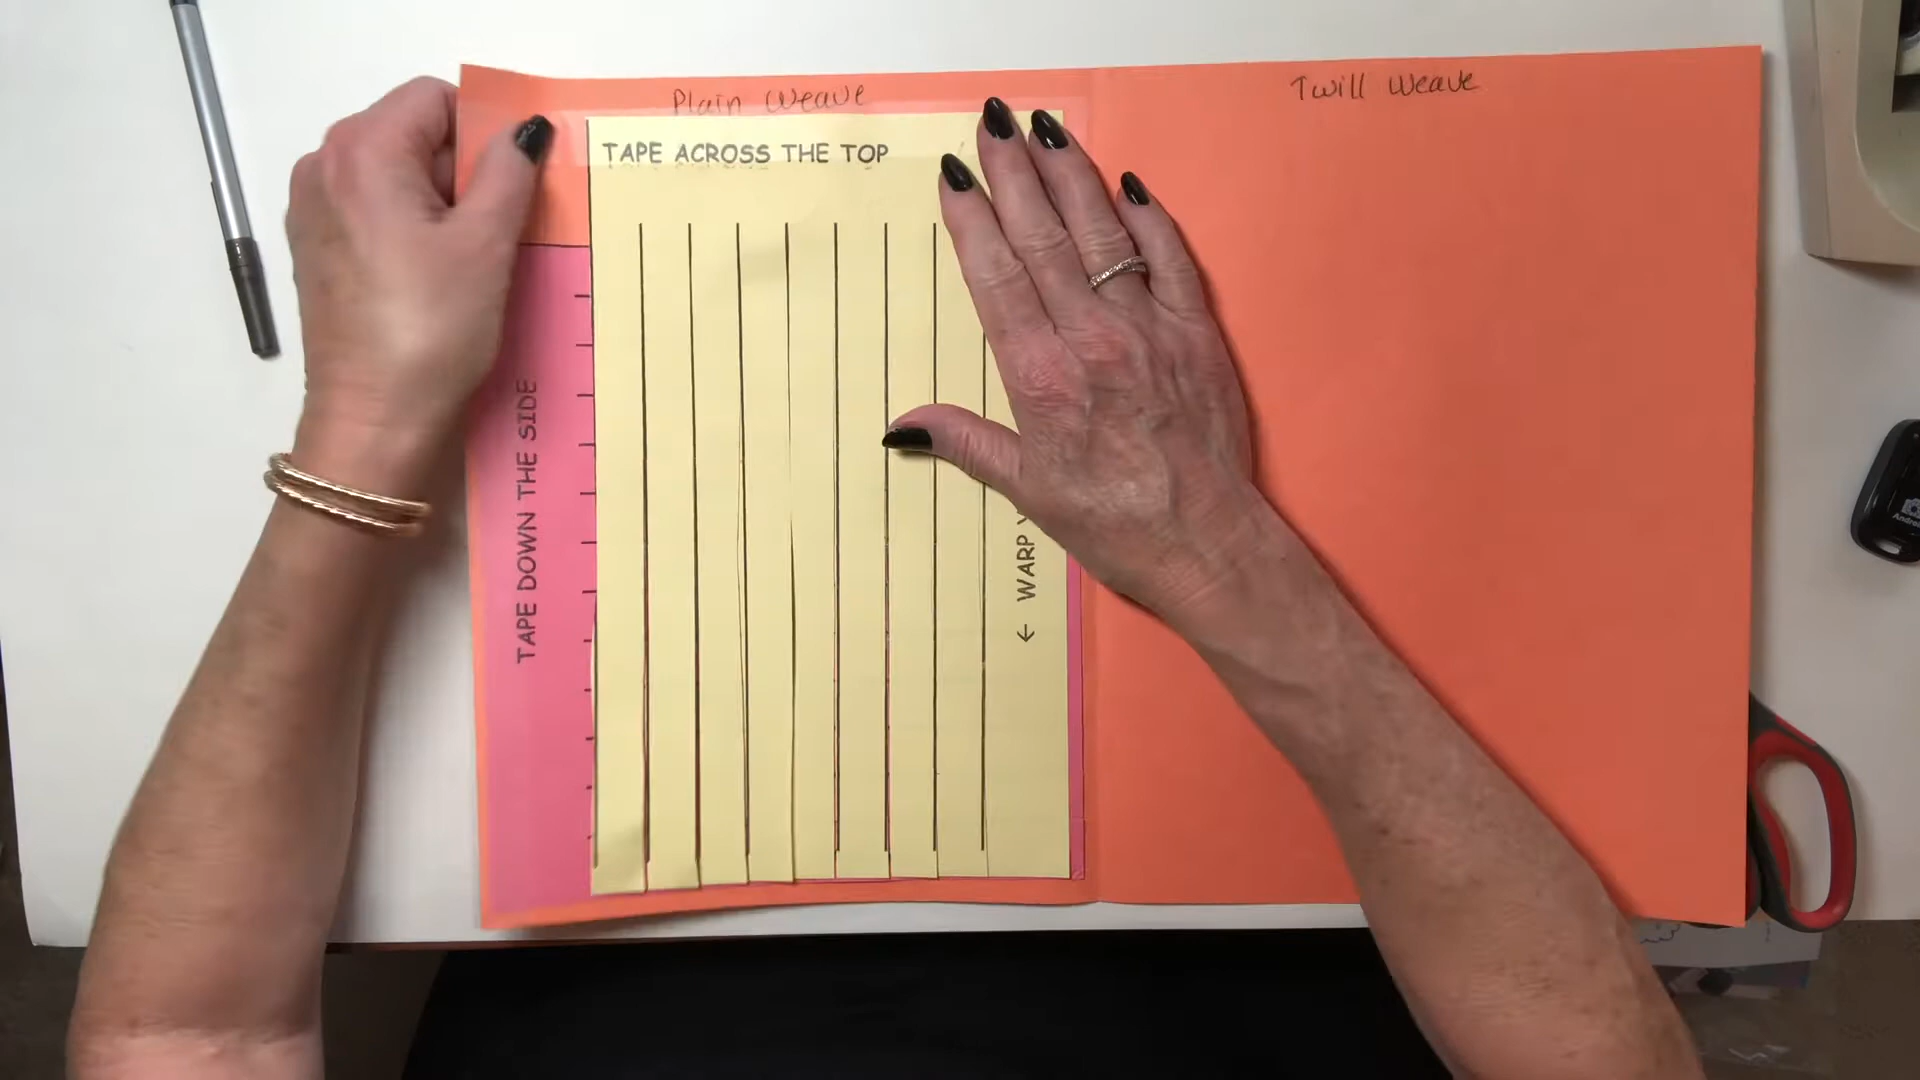 Plain Weave
Twill Weave
TAPE ACROSS THE TOP
TAPE DOWN THE SIDE
← WARP